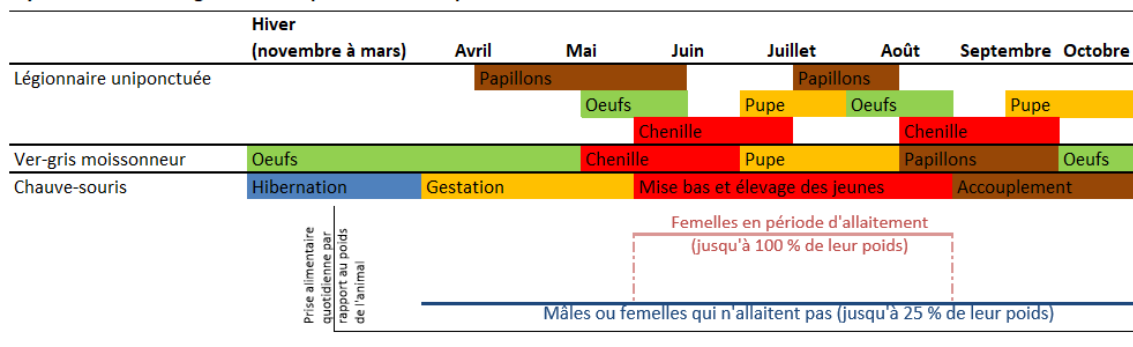 Hiver
(novembre à mars) Avril Mai Juin Juillet Août Septembre Octobre
Légionnaire uniponctuée Papillons Papillons
Oeufs Pupe Oeufs Pupe
Chenille Chenille
Ver-gris moissonneur Oeufs Chenille Pupe Papillons Oeufs
Chauve-souris Hibernation Gestation Mise bas et élevage des jeunes Accouplement
Prise alimentaire
quotidienne par
rapport au poids
de l'animal
Femelles en période d'allaitement
(jusqu'à 100 % de leur poids)
Mâles ou femelles qui n'allaitent pas (jusqu'à 25 % de leur poids)